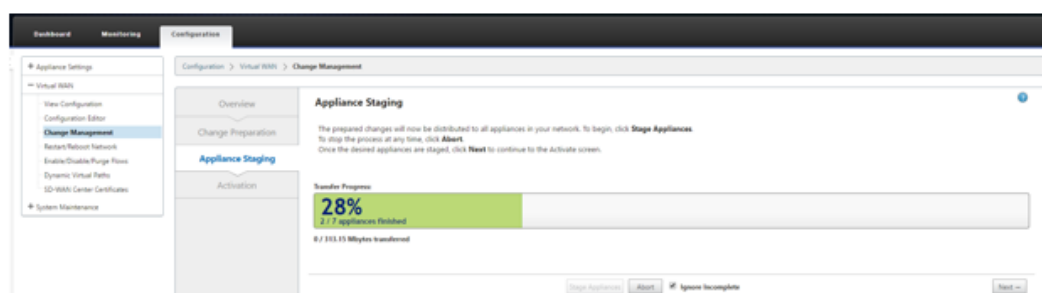 Dashboard Monitoring Configuration
+ Appliance Settings
Configuration > Virtual WAN > Change Management
− Virtual WAN
View Configuration
Configuration Editor
Change Management
Restart/Reboot Network
Enable/Disable/Purge Flows
Dynamic Virtual Paths
SD-WAN Center Certificates
+ System Maintenance
Overview
Change Preparation
Appliance Staging
Activation
Appliance Staging
?
The prepared changes will now be distributed to all appliances in your network. To begin, click Stage Appliances.
To stop the process at any time, click Abort.
Once the desired appliances are staged, click Next to continue to the Activate screen.
Transfer Progress:
28%
2 / 7 appliances finished
0 / 313.15 Mbytes transferred
Stage Appliances Abort Ignore Incomplete Next →